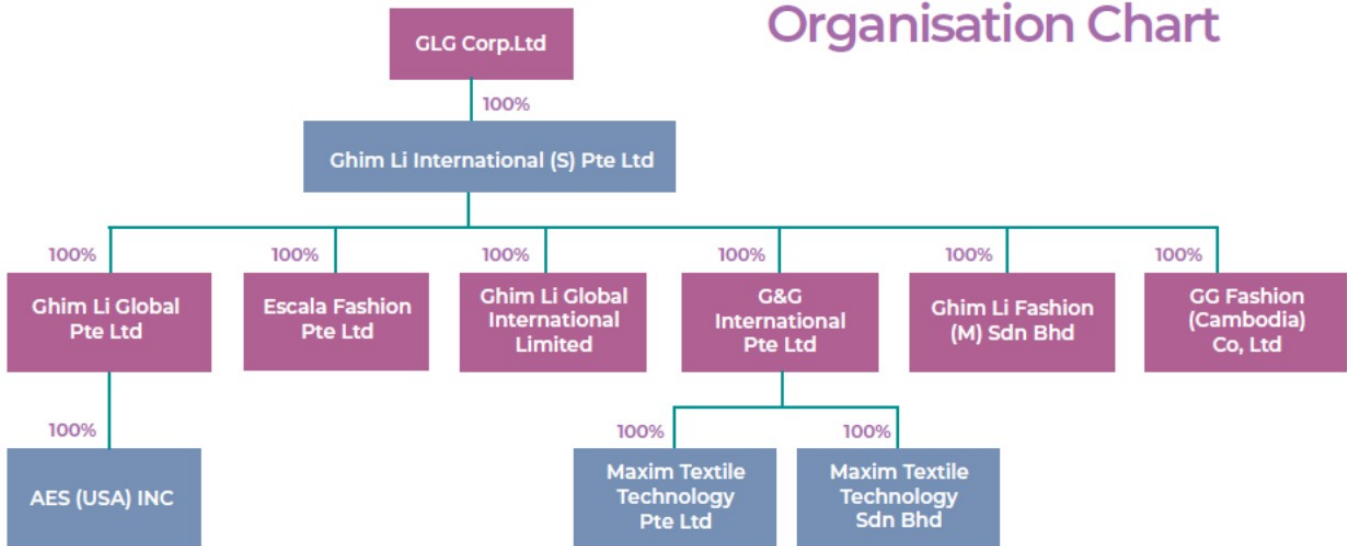 Organisation Chart
GLG Corp.Ltd
100%
Ghim Li International (S) Pte Ltd
100%
100%
100%
100%
100%
100%
Ghim Li Global
Pte Ltd
Escala Fashion
Pte Ltd
Ghim Li Global
International
Limited
G&G
International
Pte Ltd
Ghim Li Fashion
(M) Sdn Bhd
GG Fashion
(Cambodia)
Co, Ltd
100%
100%
100%
AES (USA) INC
Maxim Textile
Technology
Pte Ltd
Maxim Textile
Technology
Sdn Bhd